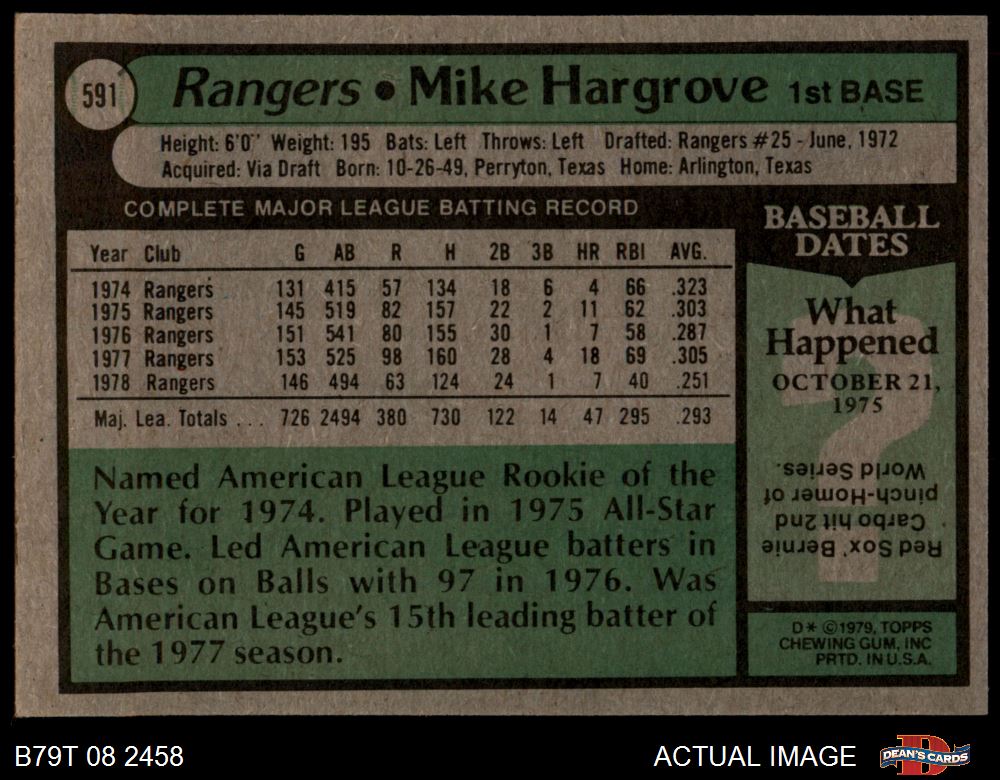 591
Rangers • Mike Hargrove 1st BASE
Height: 6'0" Weight: 195 Bats: Left Throws: Left Drafted: Rangers #25 - June, 1972
Acquired: Via Draft Born: 10-26-49, Perryton, Texas Home: Arlington, Texas
COMPLETE MAJOR LEAGUE BATTING RECORD
Year Club G AB R H 2B 3B HR RBI AVG.
1974 Rangers 131 415 57 134 18 6 4 66 .323
1975 Rangers 145 519 82 157 22 2 11 62 .303
1976 Rangers 151 541 80 155 30 1 7 58 .287
1977 Rangers 153 525 98 160 28 4 18 69 .305
1978 Rangers 146 494 63 124 24 1 7 40 .251
Maj. Lea. Totals ... 726 2494 380 730 122 14 47 295 .293
Named American League Rookie of the
Year for 1974. Played in 1975 All-Star
Game. Led American League batters in
Bases on Balls with 97 in 1976. Was
American League's 15th leading batter of
the 1977 season.
BASEBALL
DATES
What
Happened
OCTOBER 21,
1975
?
Red Sox' Bernie
Carbo hit 2nd
pinch-Homer of
World Series.
D* ©1979, TOPPS
CHEWING GUM, INC
PRTD. IN U.S.A.
B79T 08 2458
ACTUAL IMAGE
D
DEAN'S CARDS